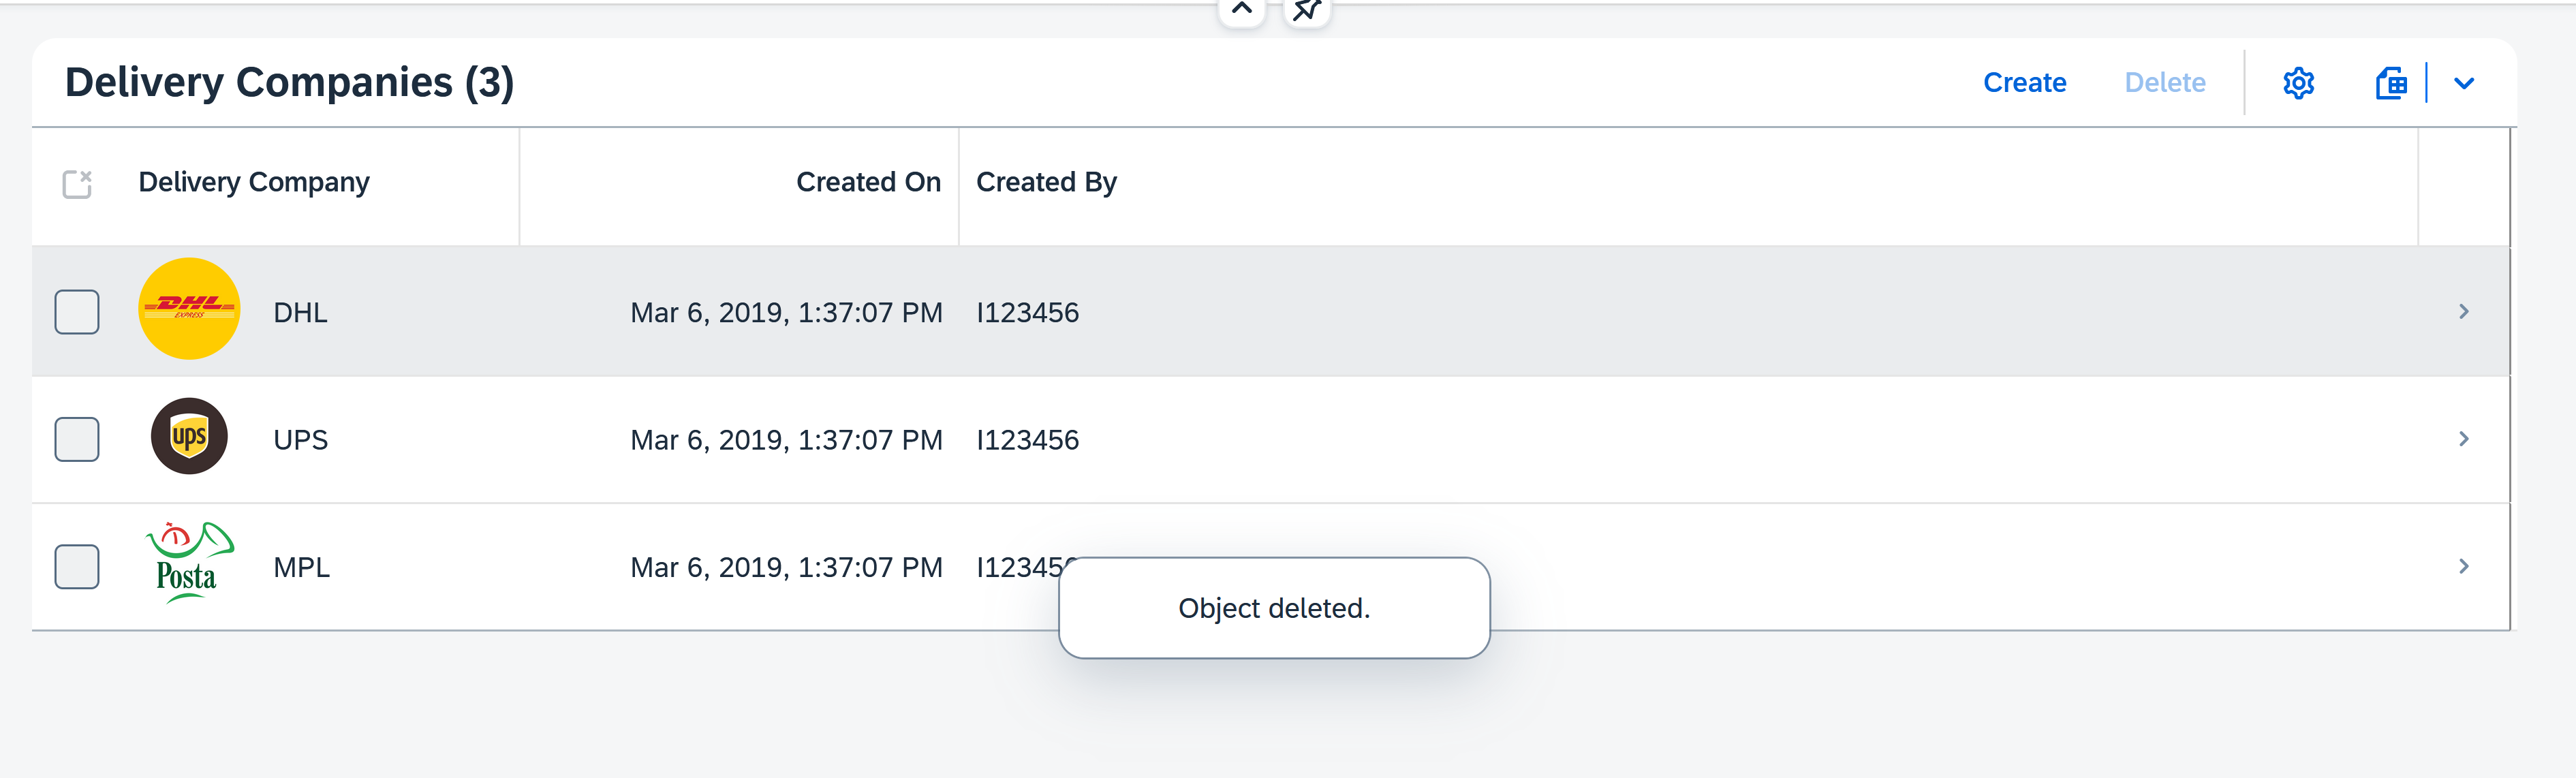 Delivery Companies (3)
Create Delete
Delivery Company Created On Created By
DHL EXPRESS DHL Mar 6, 2019, 1:37:07 PM I123456
ups UPS Mar 6, 2019, 1:37:07 PM I123456
Posta MPL Mar 6, 2019, 1:37:07 PM
Object deleted.